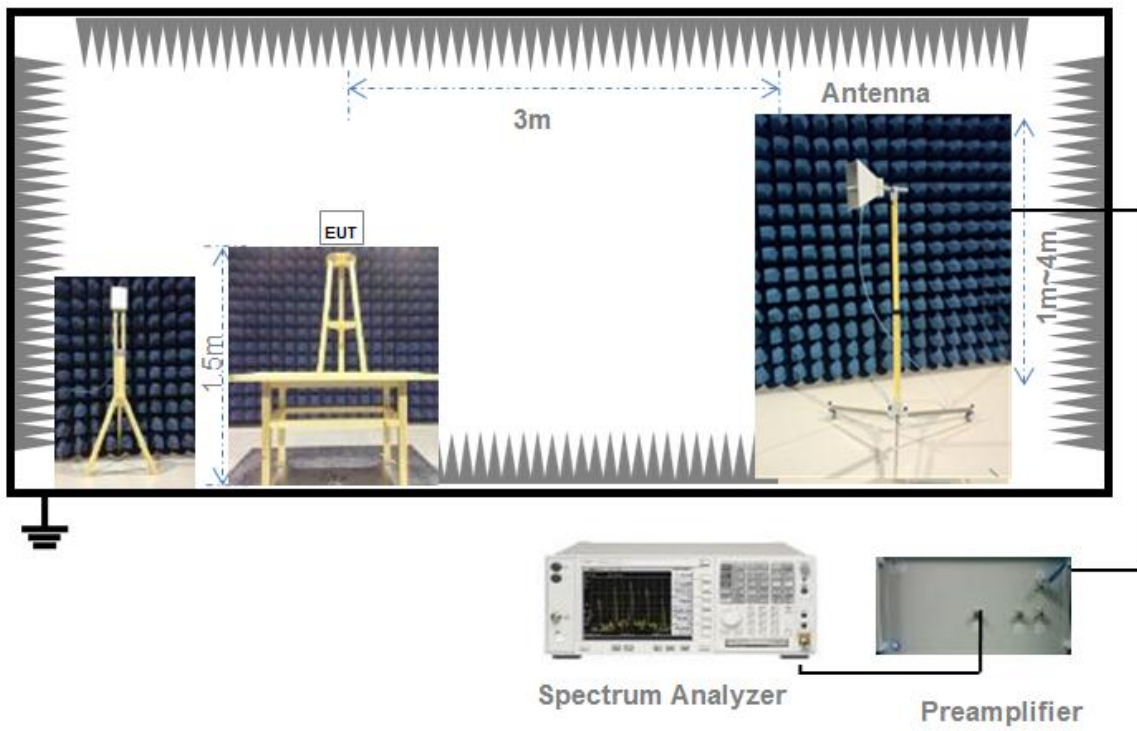 Antenna
3m
EUT
1.5m
1m~4m
Spectrum Analyzer
Preamplifier